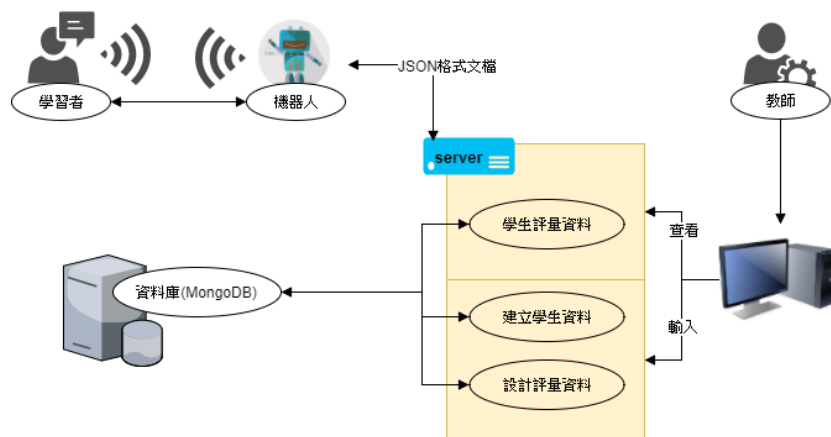 JSON格式文檔
學習者
機器人
教師
server
學生評量資料
查看
資料庫(MongoDB)
建立學生資料
輸入
設計評量資料